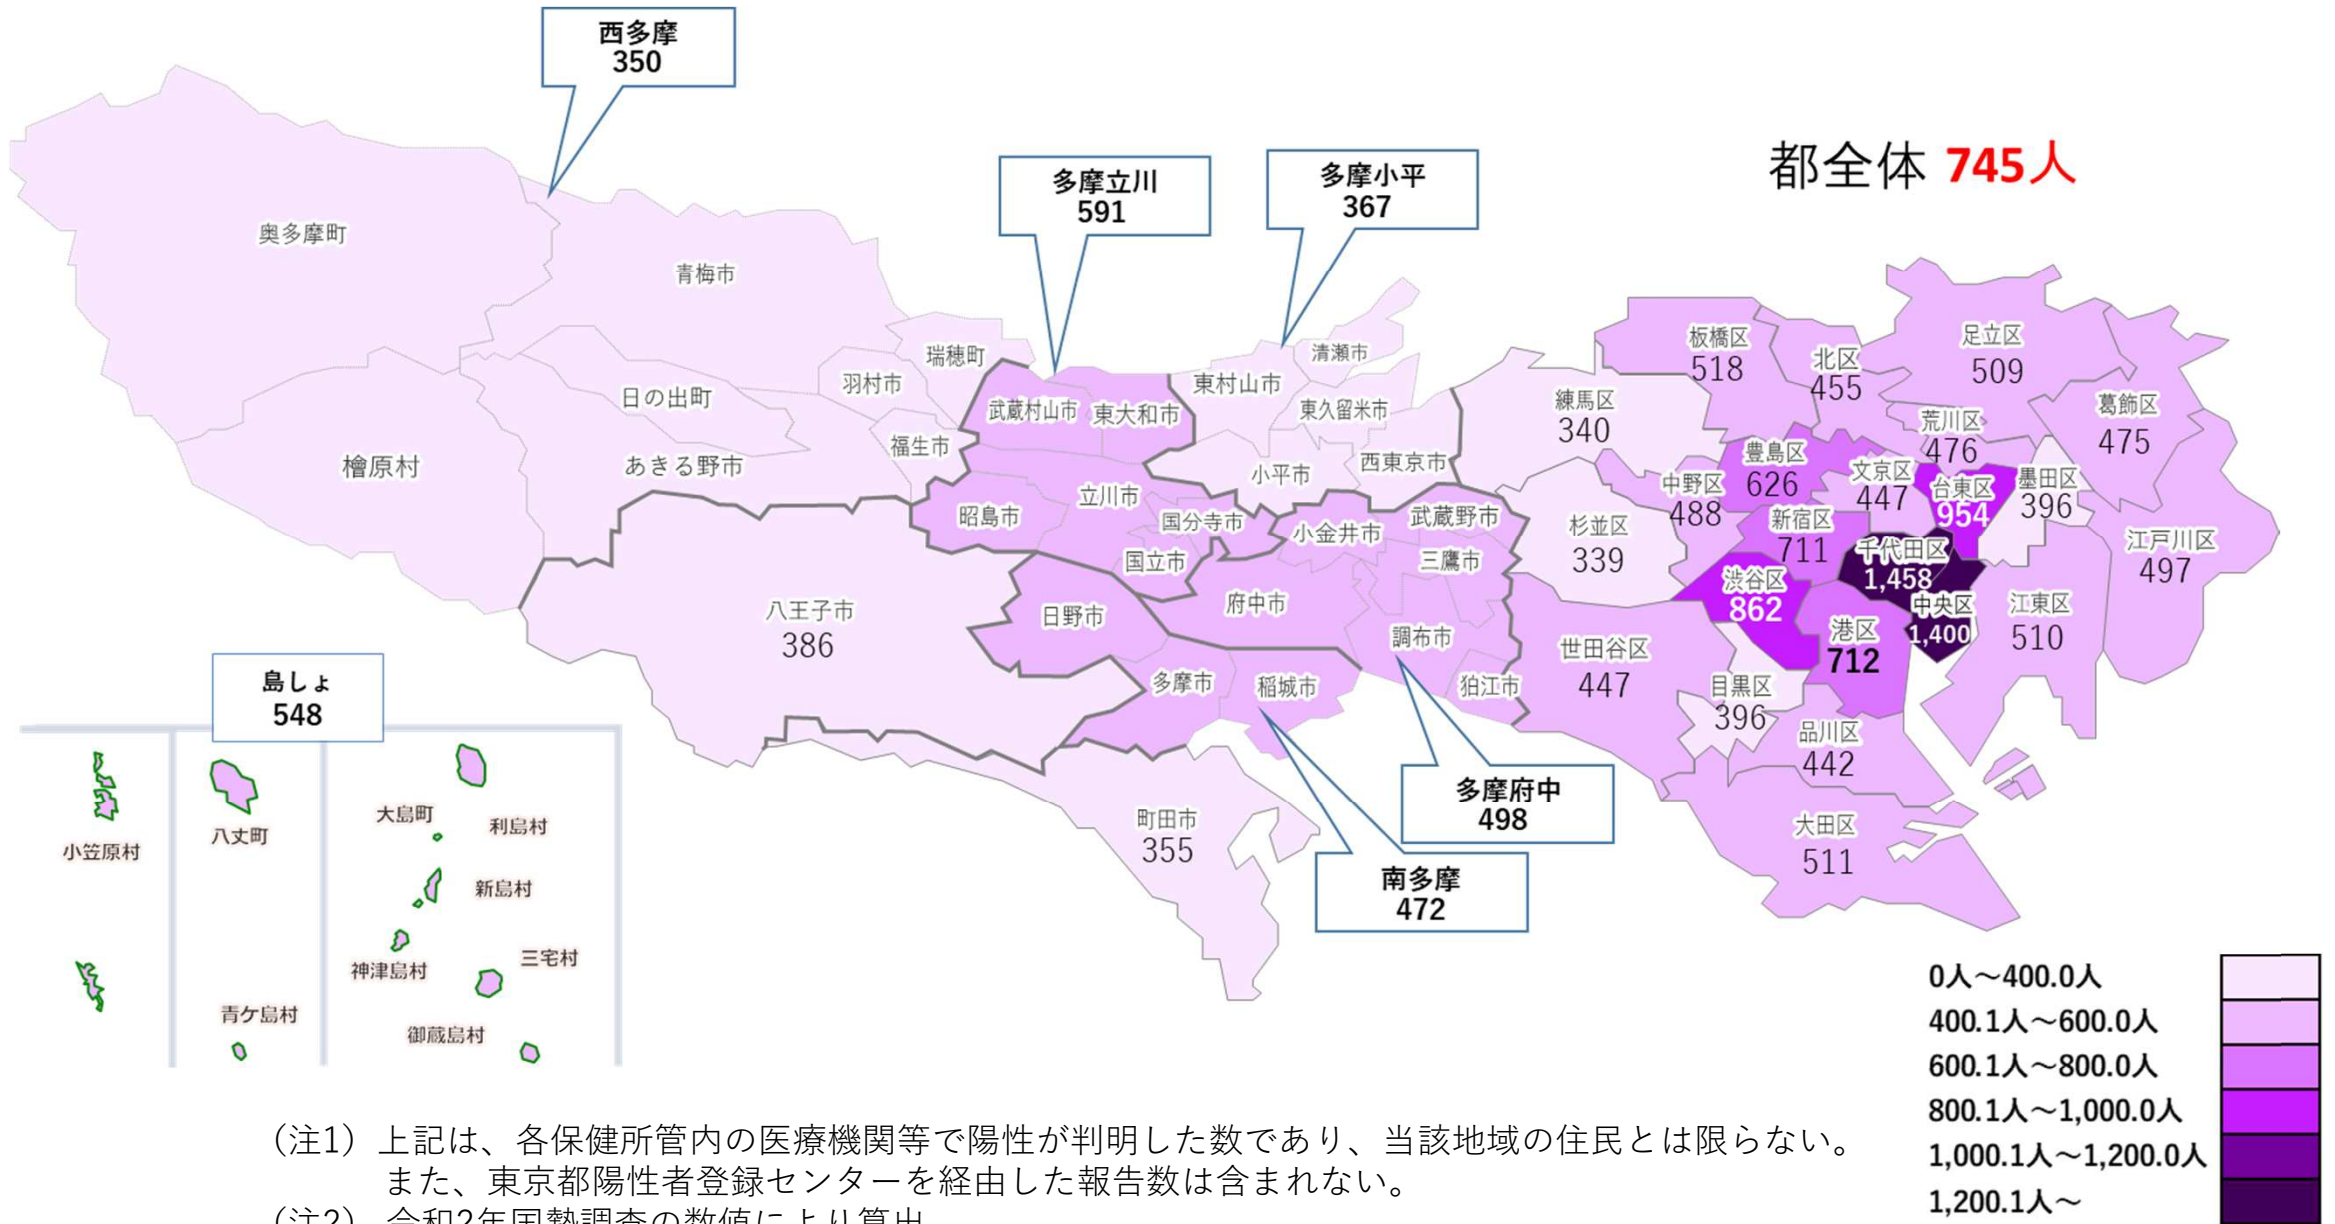 西多摩
350
多摩立川
591
多摩小平
367
都全体 745人
奥多摩町
青梅市
瑞穂町
羽村市
日の出町
福生市
あきる野市
檜原村
武蔵村山市
東大和市
東村山市
清瀬市
東久留米市
小平市
西東京市
昭島市
立川市
国分寺市
国立市
小金井市
武蔵野市
三鷹市
府中市
調布市
狛江市
日野市
多摩市
稲城市
八王子市
386
町田市
355
練馬区
340
杉並区
339
板橋区
518
北区
455
足立区
509
葛飾区
475
荒川区
476
豊島区
626
文京区
447
台東区
954
墨田区
396
中野区
488
新宿区
711
千代田区
1,458
江戸川区
497
渋谷区
862
中央区
1,400
港区
712
江東区
510
世田谷区
447
目黒区
396
品川区
442
大田区
511
多摩府中
498
南多摩
472
島しょ
548
小笠原村
八丈町
青ケ島村
大島町
利島村
新島村
神津島村
三宅村
御蔵島村
0人～400.0人
400.1人～600.0人
600.1人～800.0人
800.1人～1,000.0人
1,000.1人～1,200.0人
1,200.1人～
（注1）上記は、各保健所管内の医療機関等で陽性が判明した数であり、当該地域の住民とは限らない。
また、東京都陽性者登録センターを経由した報告数は含まれない。
（注2） 令和2年国勢調査の数値により算出